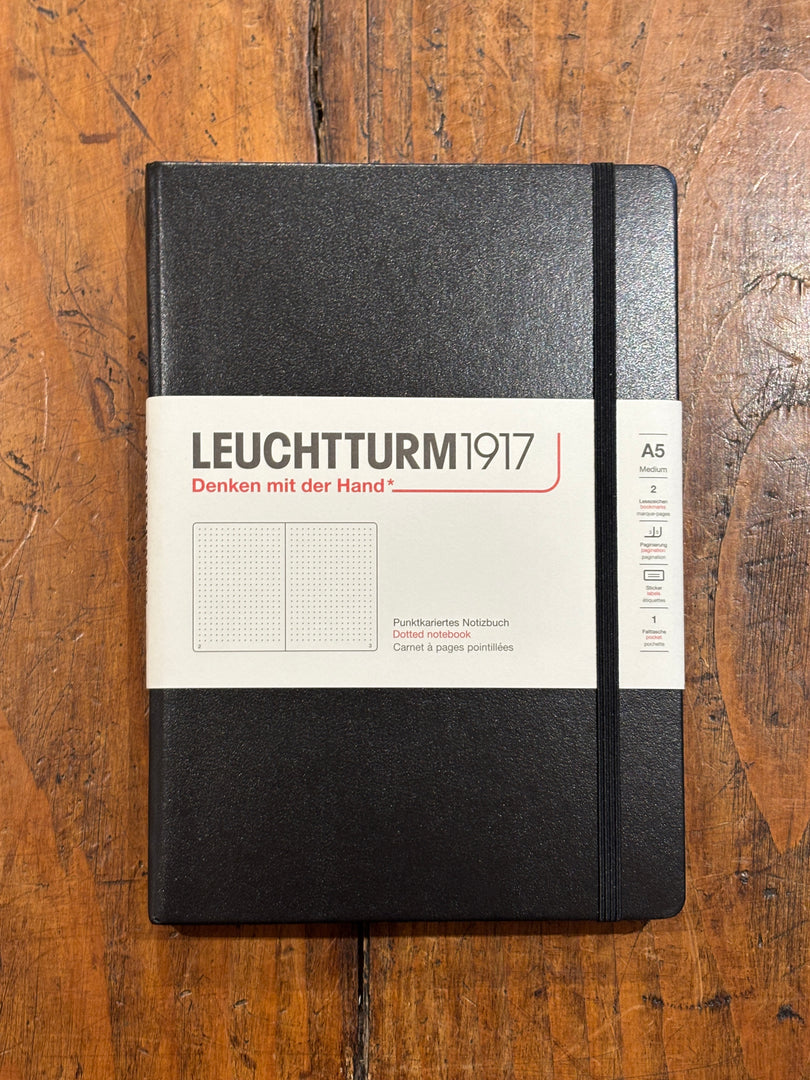 LEUCHTTURM1917
Denken mit der Hand*
2
3
Punktkariertes Notizbuch
Dotted notebook
Carnet à pages pointillées
A5
Medium
2
Lesezeichen
bookmarks
marque-pages
Paginierung
pagination
pagination
Sticker
labels
étiquettes
1
Falttasche
pocket
pochette